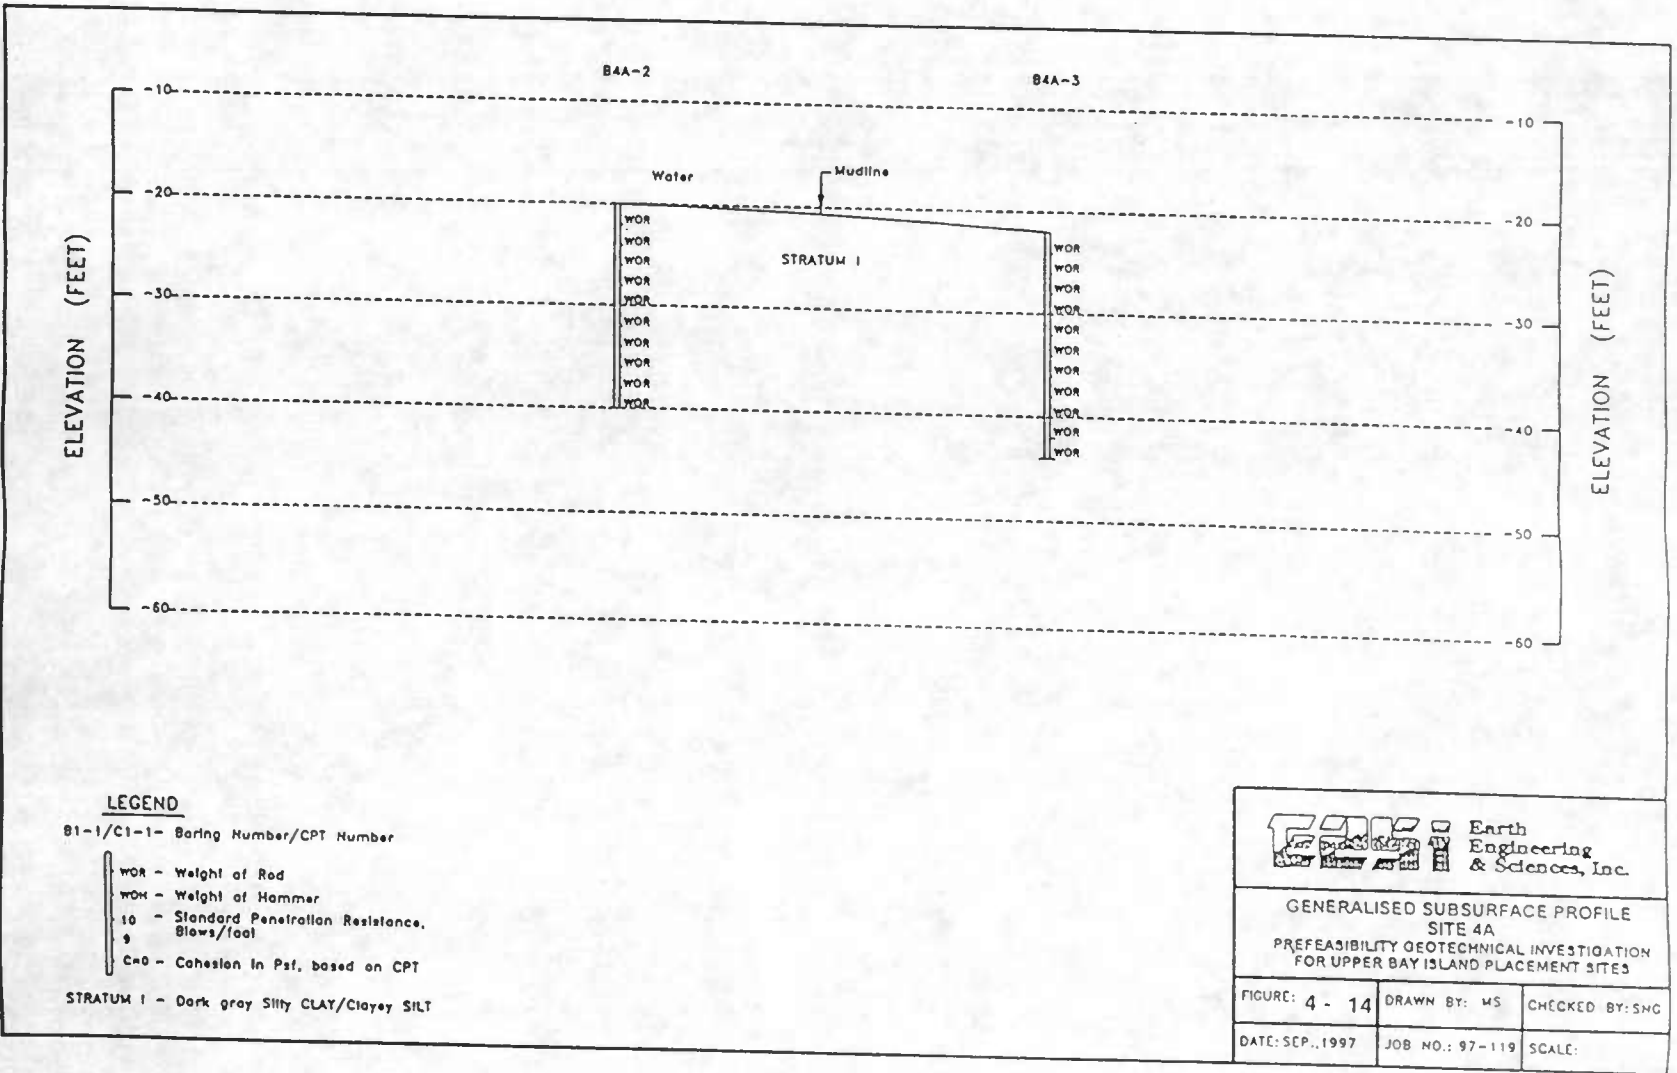 B4A-2
B4A-3
-10
-10
Water
Mudline
-20
-20
WOR
WOR
WOR
WOR
WOR
WOR
WOR
WOR
WOR
WOR
STRATUM I
WOR
WOR
WOR
WOR
WOR
WOR
WOR
WOR
WOR
WOR
WOR
-30
-30
-40
-40
-50
-50
-60
-60
ELEVATION (FEET)
ELEVATION (FEET)
LEGEND
B1-1/C1-1- Boring Number/CPT Number
WOR - Weight of Rod
WOH - Weight of Hammer
10 - Standard Penetration Resistance,
Blows/foot
9
C=0 - Cohesion in Psf, based on CPT
STRATUM I - Dark gray Silty CLAY/Clayey SILT
E2Si
Earth
Engineering
& Sciences, Inc.
GENERALISED SUBSURFACE PROFILE
SITE 4A
PREFEASIBILITY GEOTECHNICAL INVESTIGATION
FOR UPPER BAY ISLAND PLACEMENT SITES
FIGURE: 4 - 14
DRAWN BY: MS
CHECKED BY: SNG
DATE: SEP., 1997
JOB NO.: 97-119
SCALE: